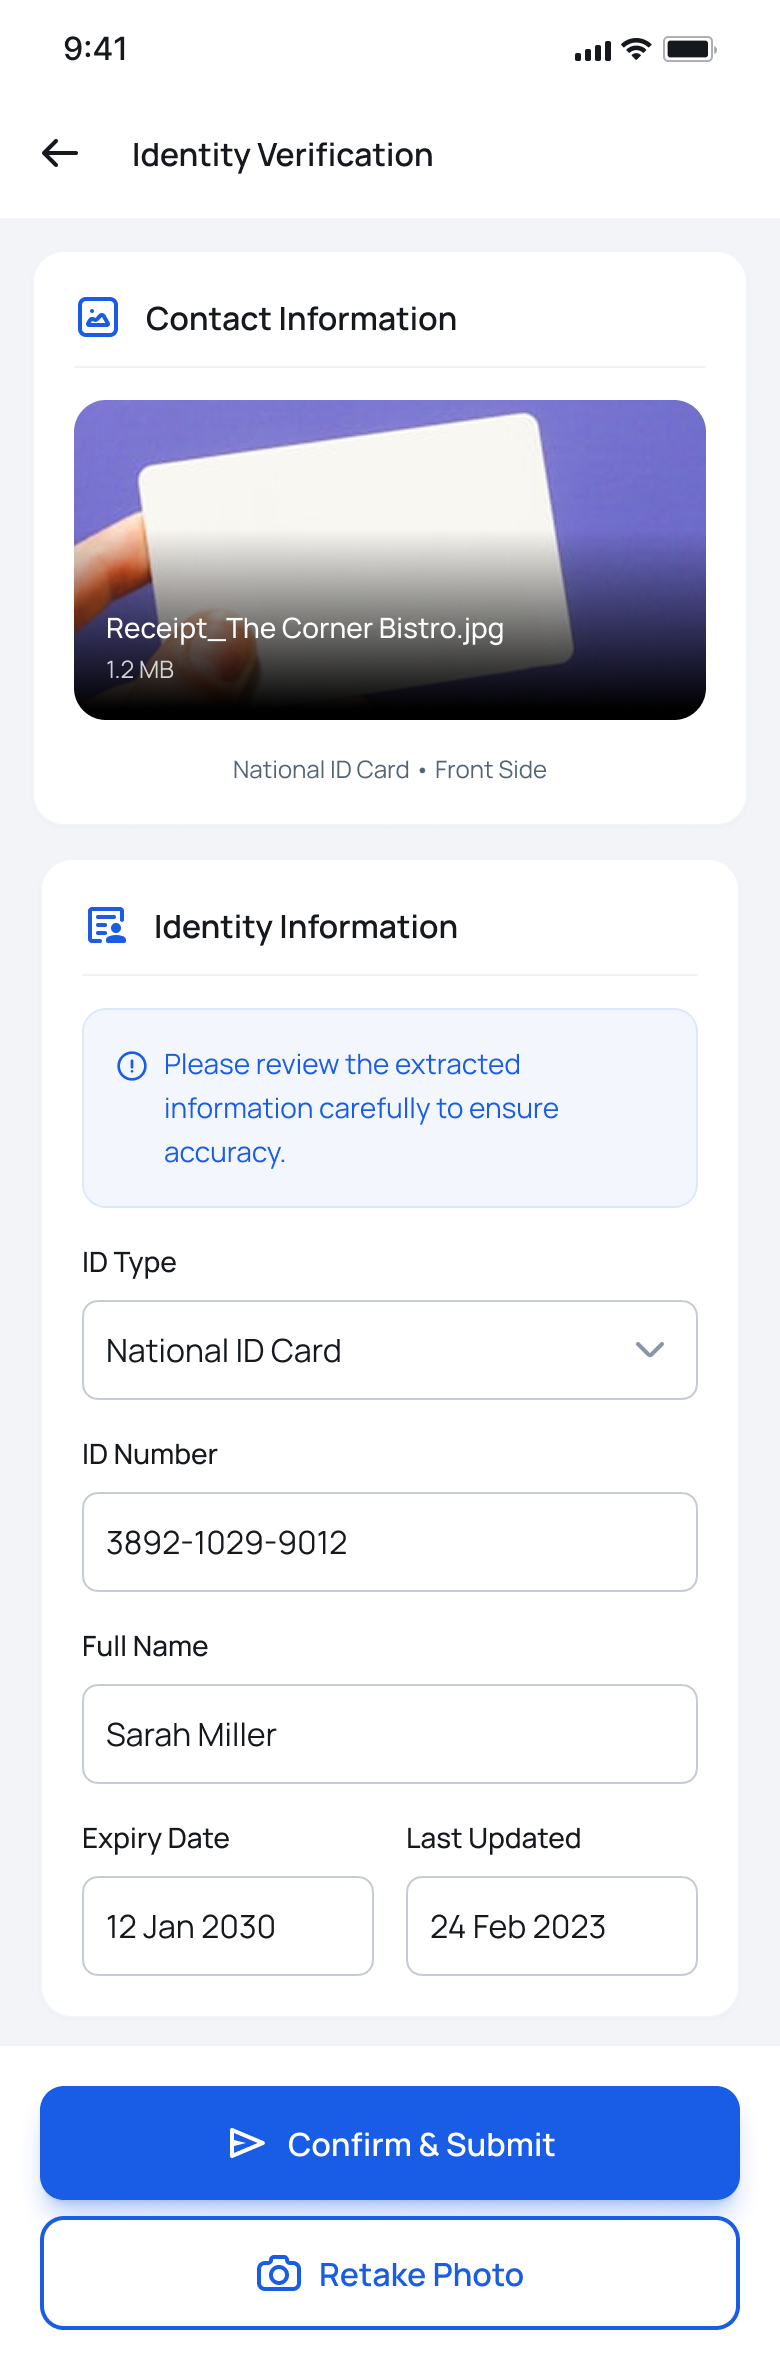 9:41
Identity Verification
Contact Information
Receipt_The Corner Bistro.jpg
1.2 MB
National ID Card • Front Side
Identity Information
Please review the extracted
information carefully to ensure
accuracy.
ID Type
National ID Card
ID Number
3892-1029-9012
Full Name
Sarah Miller
Expiry Date
Last Updated
12 Jan 2030
24 Feb 2023
Confirm & Submit
Retake Photo